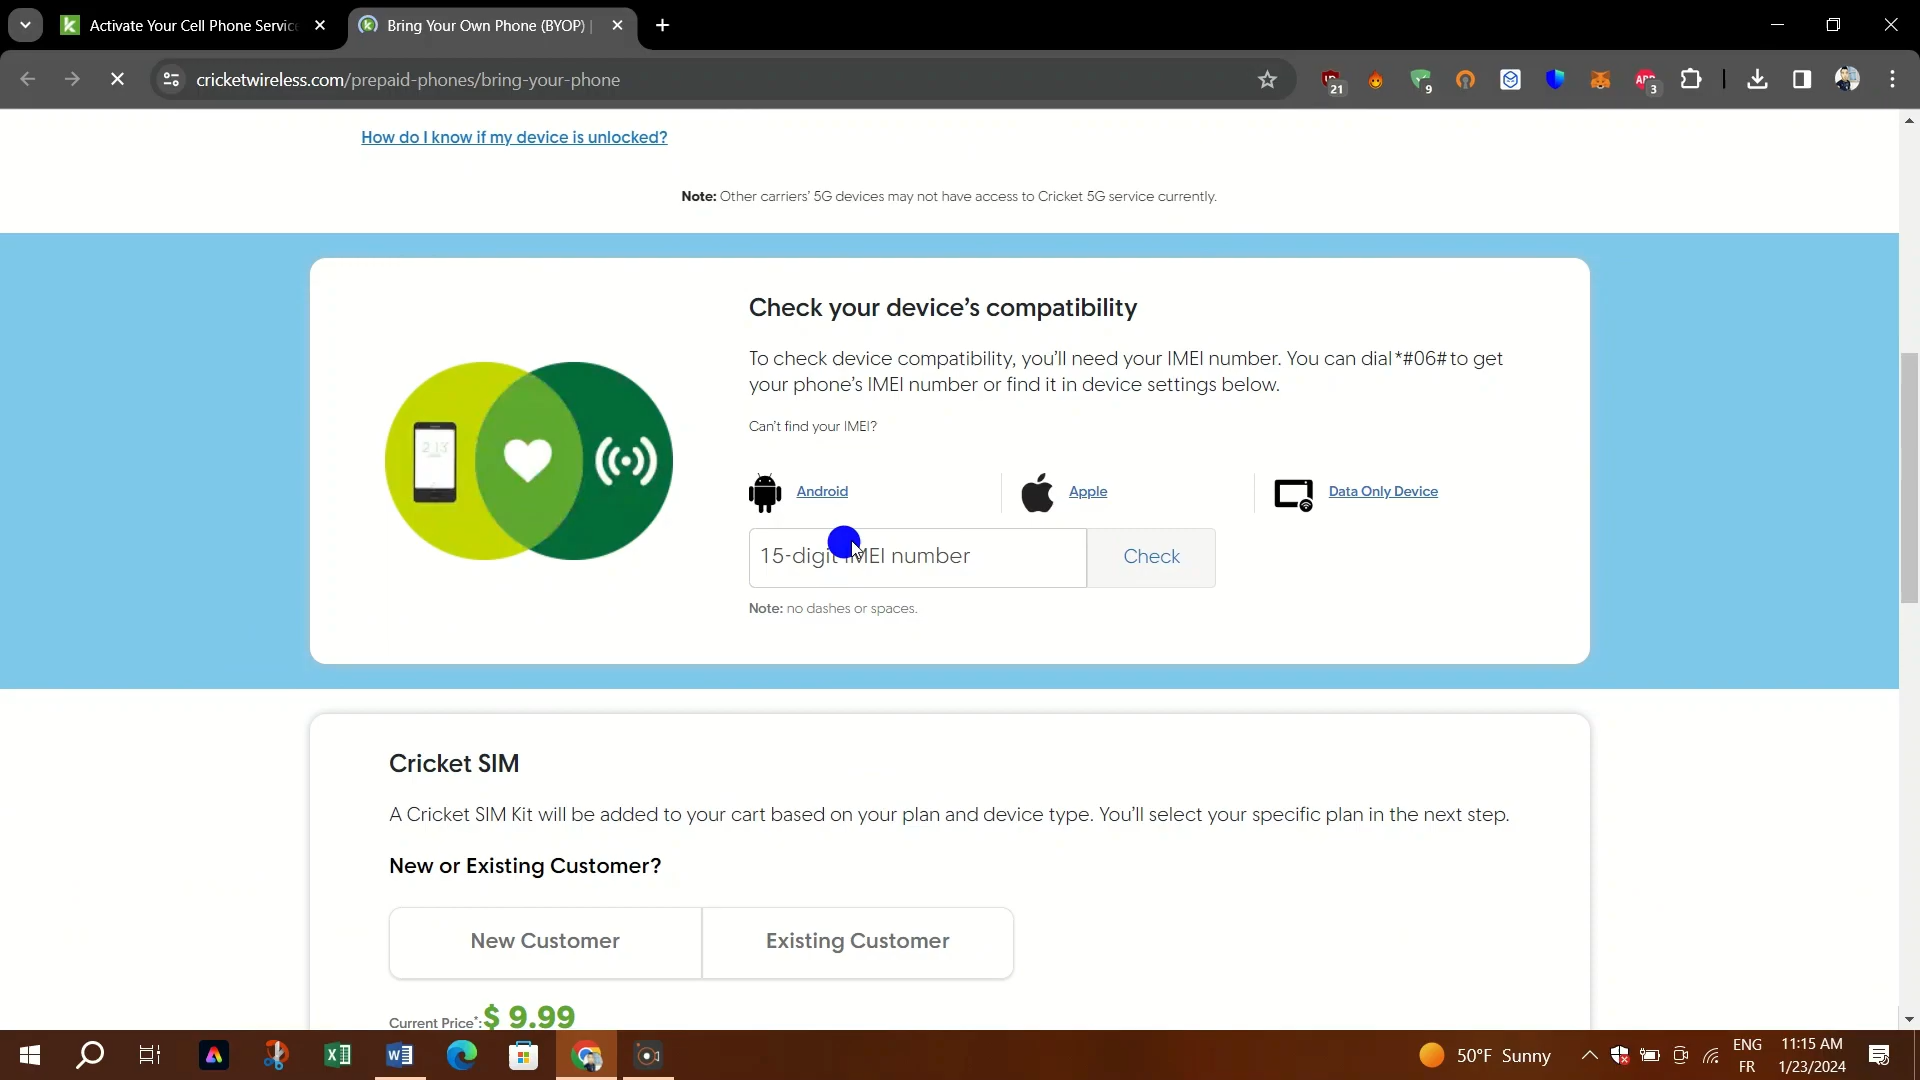 Activate Your Cell Phone Service
Bring Your Own Phone (BYOP) |
cricketwireless.com/prepaid-phones/bring-your-phone
21
9
ABP
3
How do I know if my device is unlocked?
Note: Other carriers' 5G devices may not have access to Cricket 5G service currently.
Check your device's compatibility
To check device compatibility, you'll need your IMEI number. You can dial *#06# to get
your phone's IMEI number or find it in device settings below.
Can't find your IMEI?
2 13
Android
Apple
Data Only Device
15-digit IMEI number
Check
Note: no dashes or spaces.
Cricket SIM
A Cricket SIM Kit will be added to your cart based on your plan and device type. You'll select your specific plan in the next step.
New or Existing Customer?
New Customer
Existing Customer
Current Price*: $ 9.99
50°F Sunny
ENG
FR
11:15 AM
1/23/2024